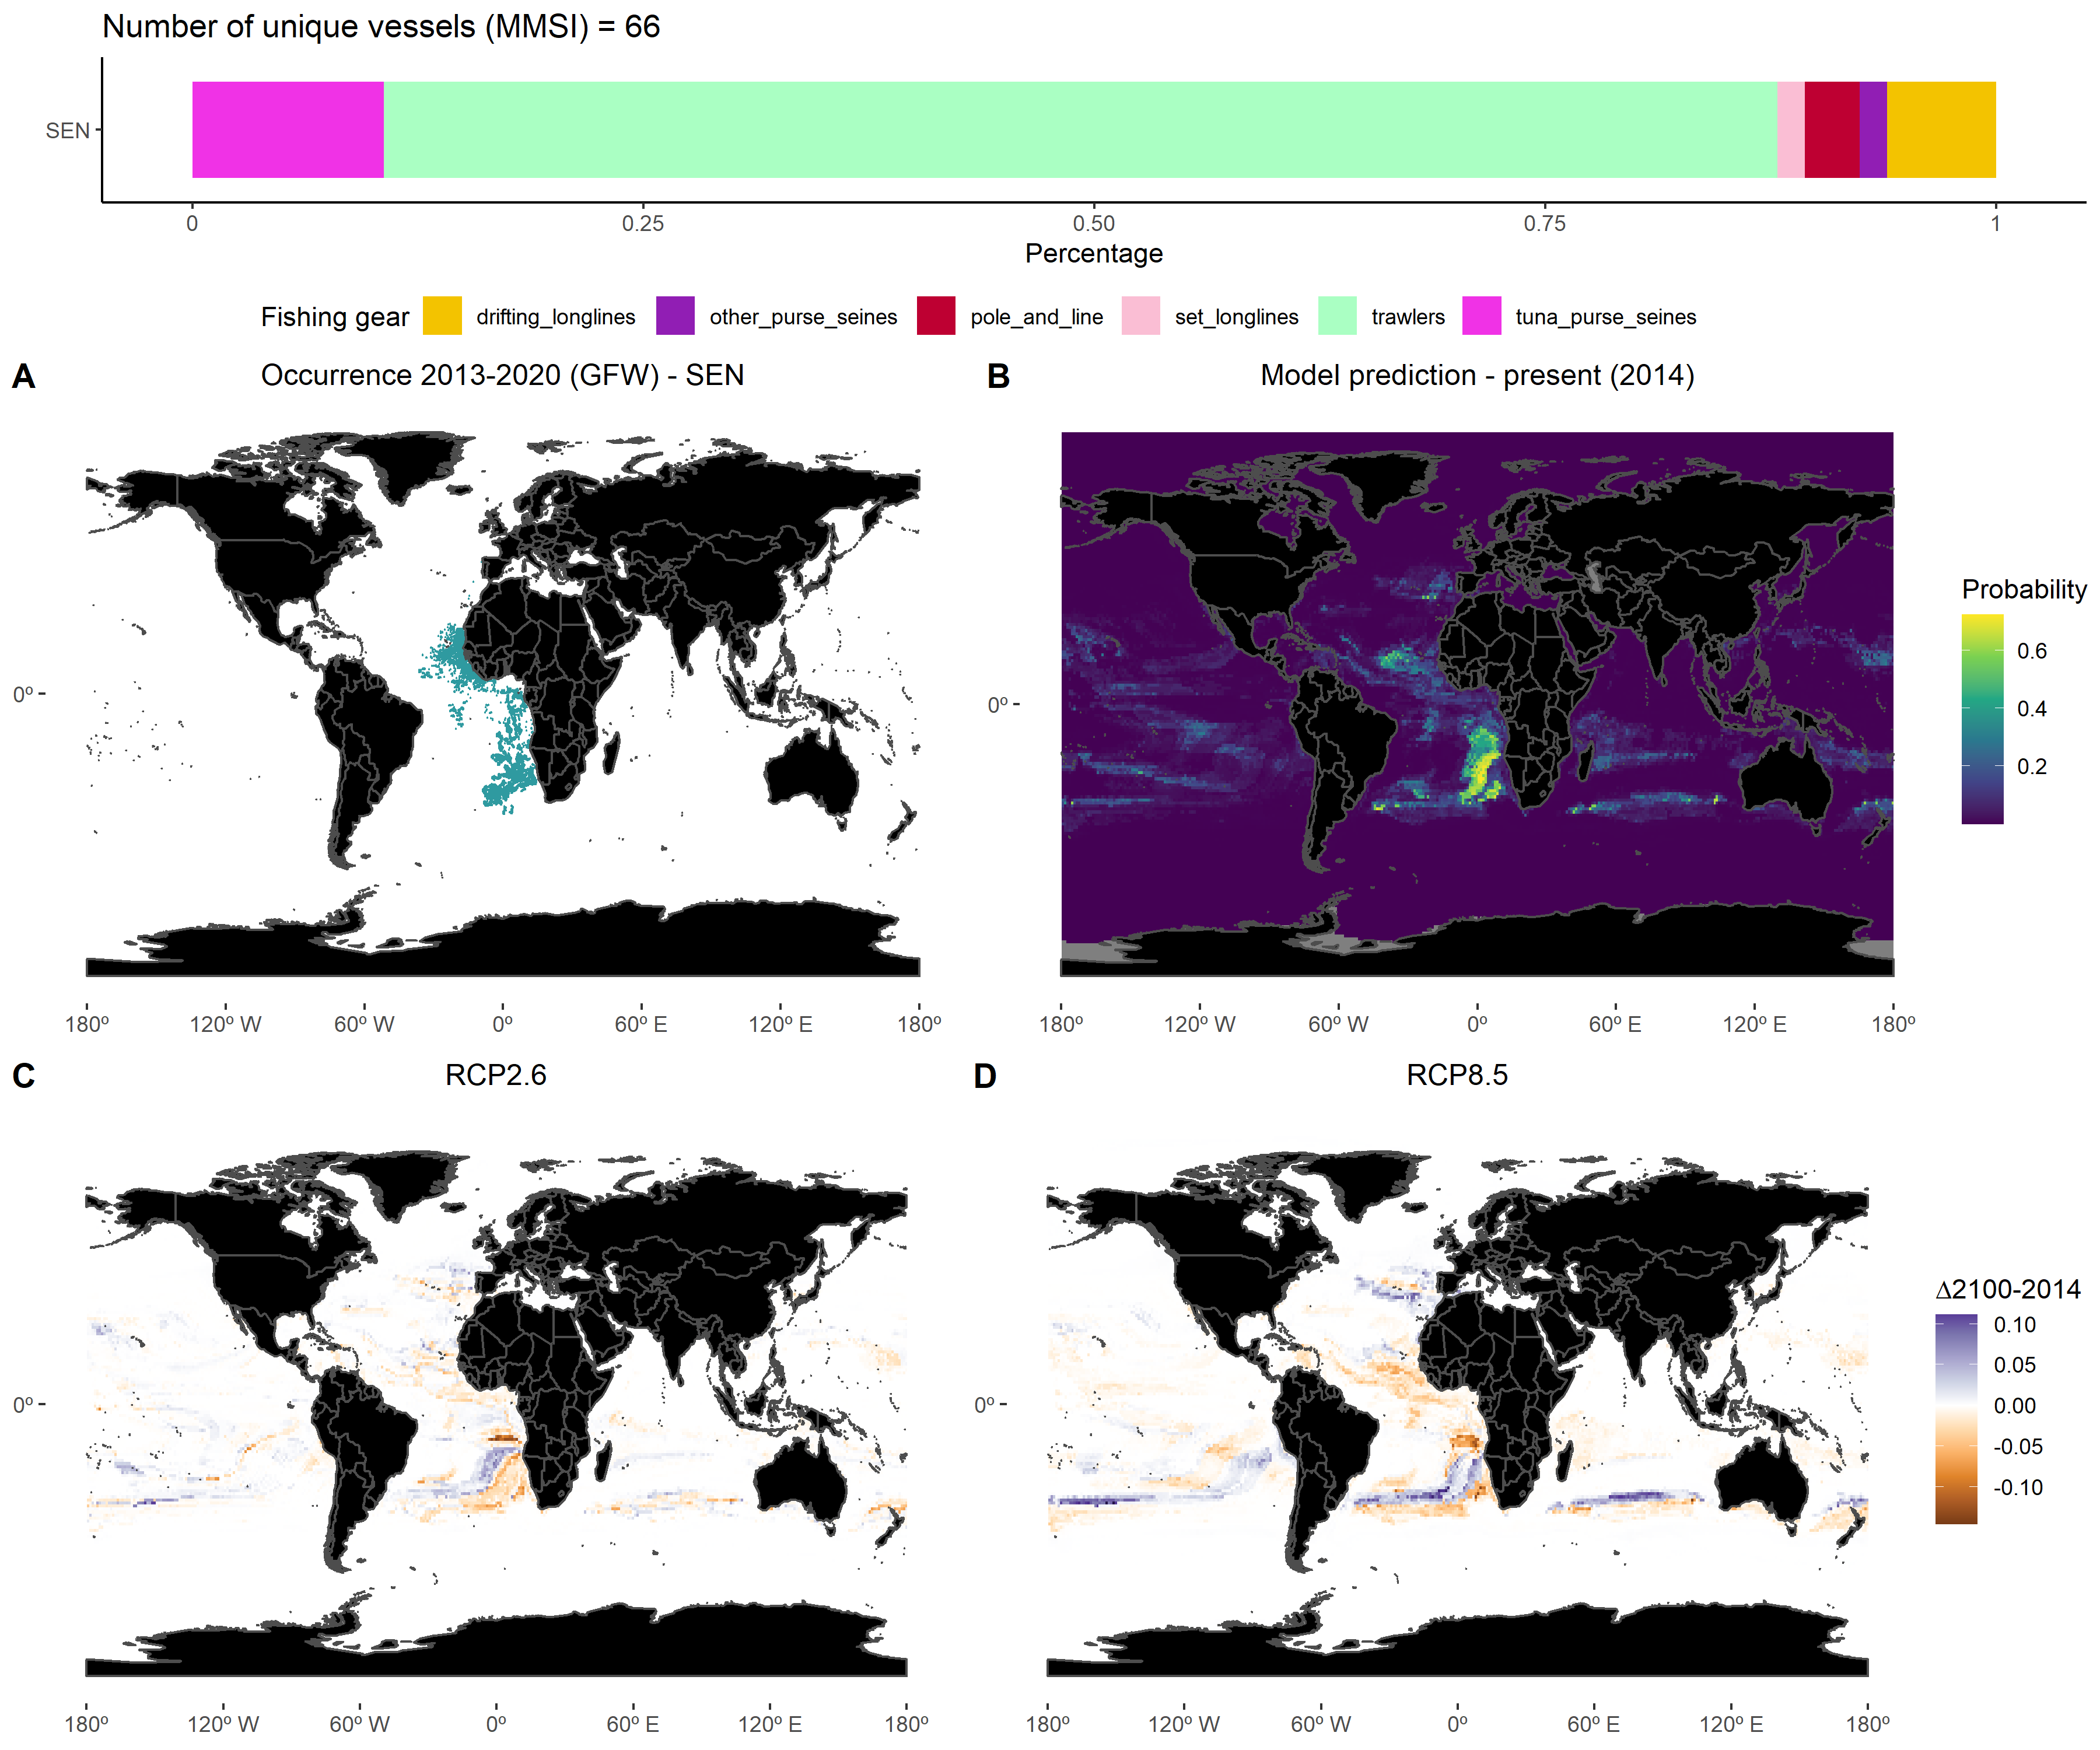 Number of unique vessels (MMSI) = 66
SEN
0 0.25 0.50 0.75 1
Percentage
Fishing gear drifting_longlines other_purse_seines pole_and_line set_longlines trawlers tuna_purse_seines
A Occurrence 2013-2020 (GFW) - SEN
0º
180º 120º W 60º W 0º 60º E 120º E 180º
B Model prediction - present (2014)
0º
180º 120º W 60º W 0º 60º E 120º E 180º
Probability
0.6
0.4
0.2
C RCP2.6
0º
180º 120º W 60º W 0º 60º E 120º E 180º
D RCP8.5
0º
180º 120º W 60º W 0º 60º E 120º E 180º
Δ2100-2014
0.10
0.05
0.00
-0.05
-0.10